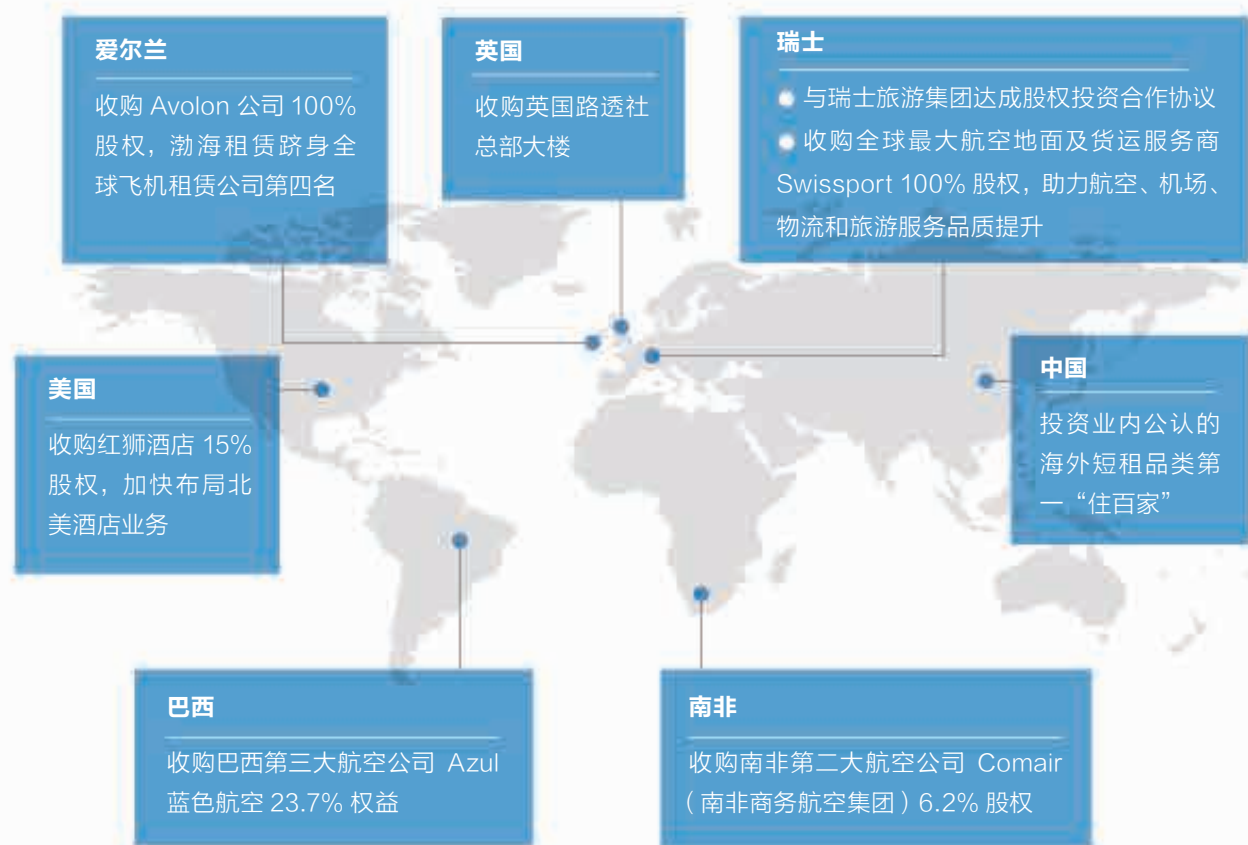 爱尔兰
收购 Avolon 公司 100%
股权，渤海租赁跻身全
球飞机租赁公司第四名
英国
收购英国路透社
总部大楼
瑞士
与瑞士旅游集团达成股权投资合作协议
收购全球最大航空地面及货运服务商
Swissport 100% 股权，助力航空、机场、
物流和旅游服务品质提升
美国
收购红狮酒店 15%
股权，加快布局北
美酒店业务
中国
投资业内公认的
海外短租品类第
一“住百家”
巴西
收购巴西第三大航空公司 Azul
蓝色航空 23.7% 权益
南非
收购南非第二大航空公司 Comair
（南非商务航空集团）6.2% 股权